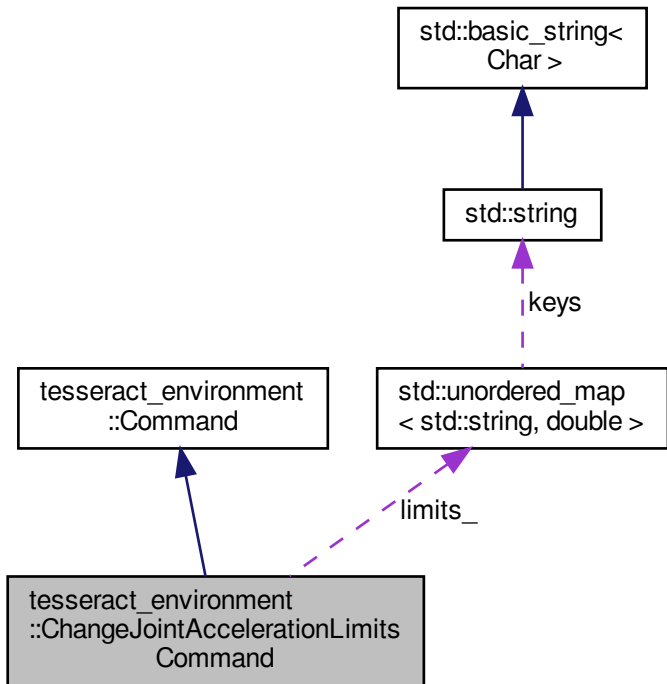 std::basic_string<
Char >
std::string
keys
tesseract_environment
::Command
std::unordered_map
< std::string, double >
limits_
tesseract_environment
::ChangeJointAccelerationLimits
Command